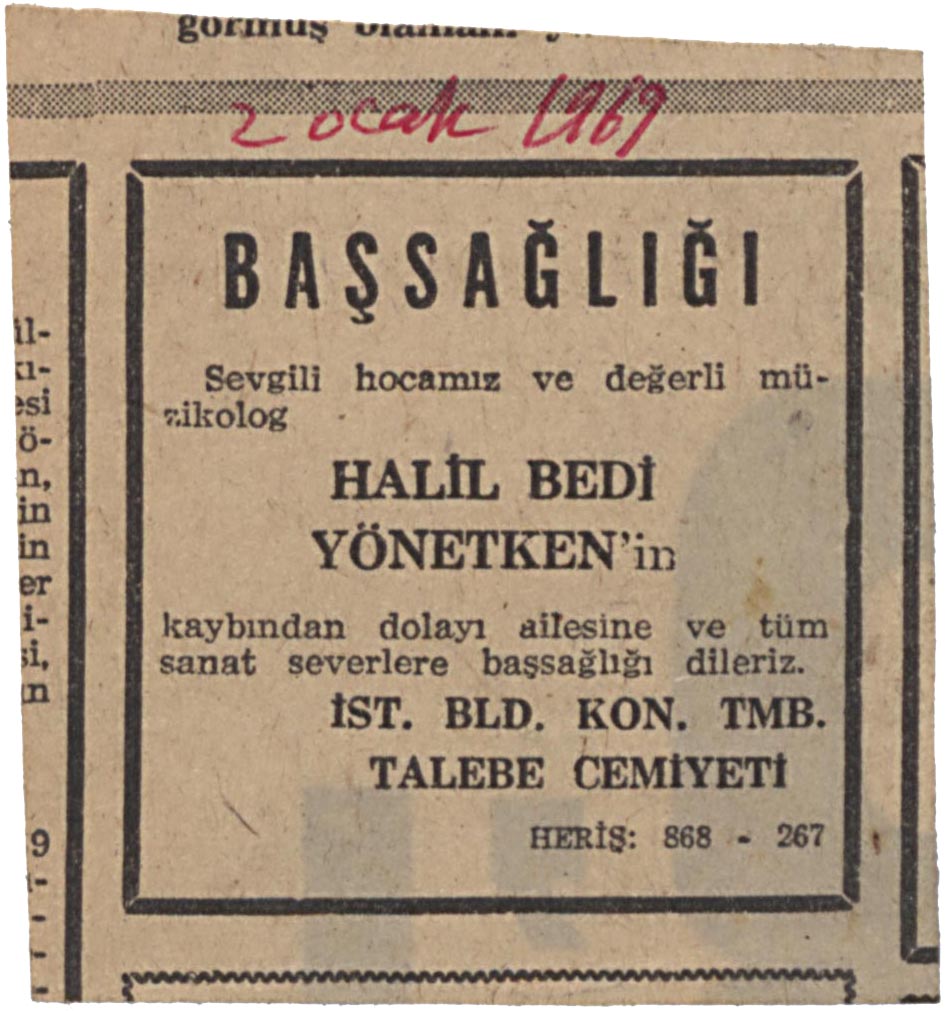 görmüş
2 ocak 1969
BAŞSAĞLIĞI
Sevgili hocamız ve değerli mü-
zikolog
HALİL BEDİ
YÖNETKEN'in
kaybından dolayı ailesine ve tüm
sanat severlere başsağlığı dileriz.
İST. BLD. KON. TMB.
TALEBE CEMİYETİ
HERİŞ: 868 - 267